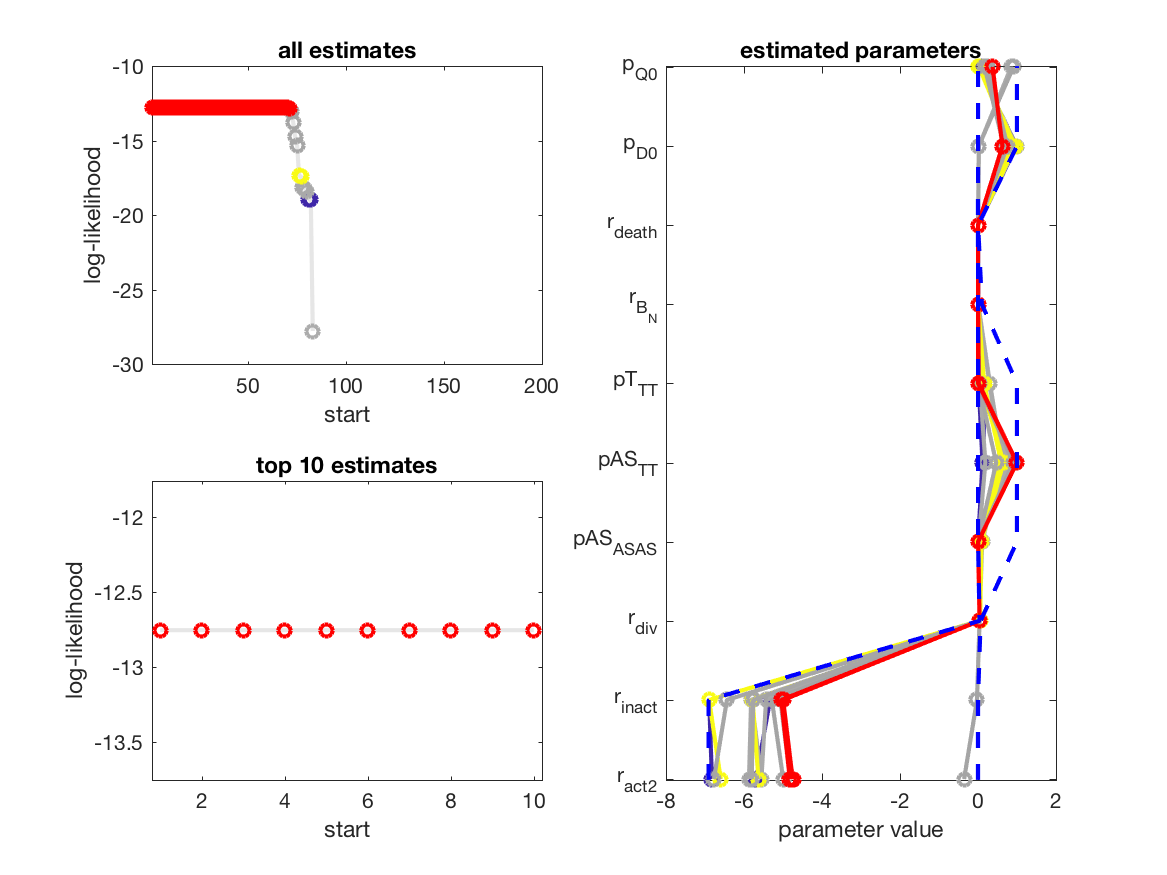 all estimates
-10
-15
-20
-25
-30
log-likelihood
50
100
150
200
start
top 10 estimates
-12
-12.5
-13
-13.5
log-likelihood
2
4
6
8
10
start
estimated parameters
p_Q0
p_D0
r_death
r_B_N
pT_TT
pAS_TT
pAS_ASAS
r_div
r_inact
r_act2
-8
-6
-4
-2
0
2
parameter value